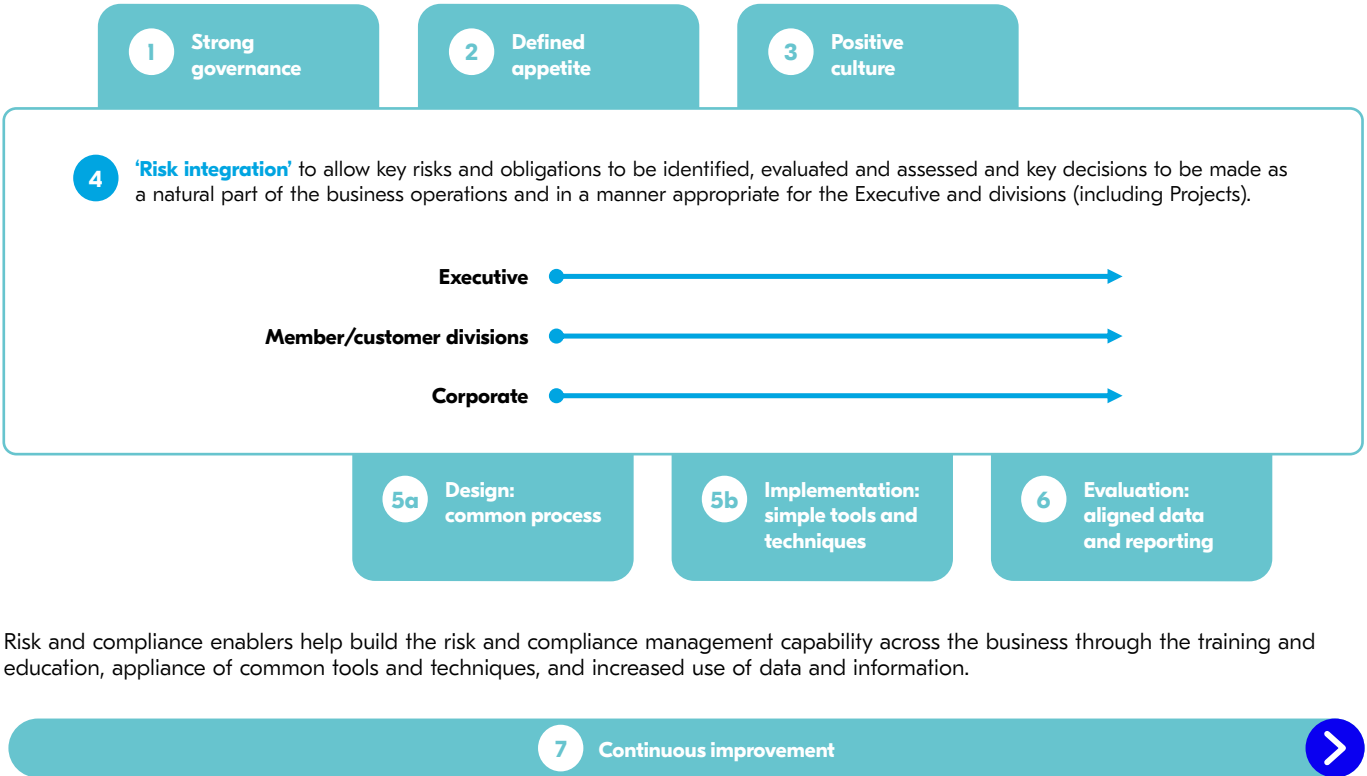 1
Strong
governance
2
Defined
appetite
3
Positive
culture
4
‘Risk integration’ to allow key risks and obligations to be identified, evaluated and assessed and key decisions to be made as
a natural part of the business operations and in a manner appropriate for the Executive and divisions (including Projects).
Executive
Member/customer divisions
Corporate
5a
Design:
common process
5b
Implementation:
simple tools and
techniques
6
Evaluation:
aligned data
and reporting
Risk and compliance enablers help build the risk and compliance management capability across the business through the training and
education, appliance of common tools and techniques, and increased use of data and information.
7
Continuous improvement